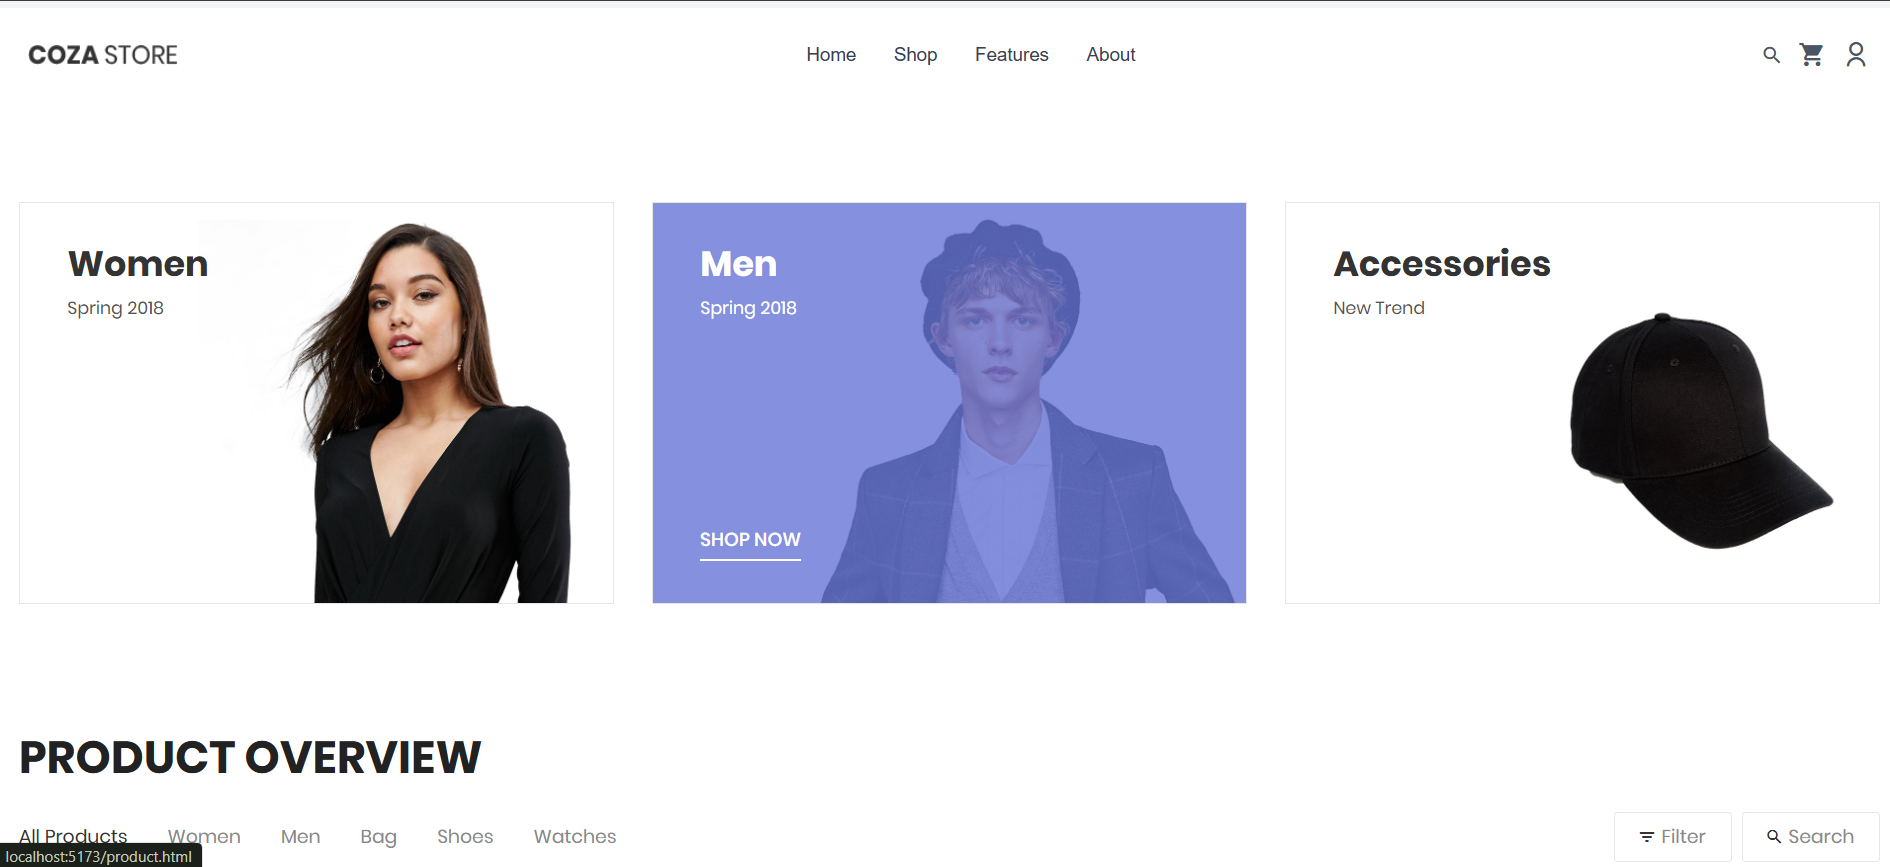 COZA STORE
Home Shop Features About
Women
Spring 2018
Men
Spring 2018
SHOP NOW
Accessories
New Trend
PRODUCT OVERVIEW
All Products Women Men Bag Shoes Watches
Filter Search
localhost:5173/product.html